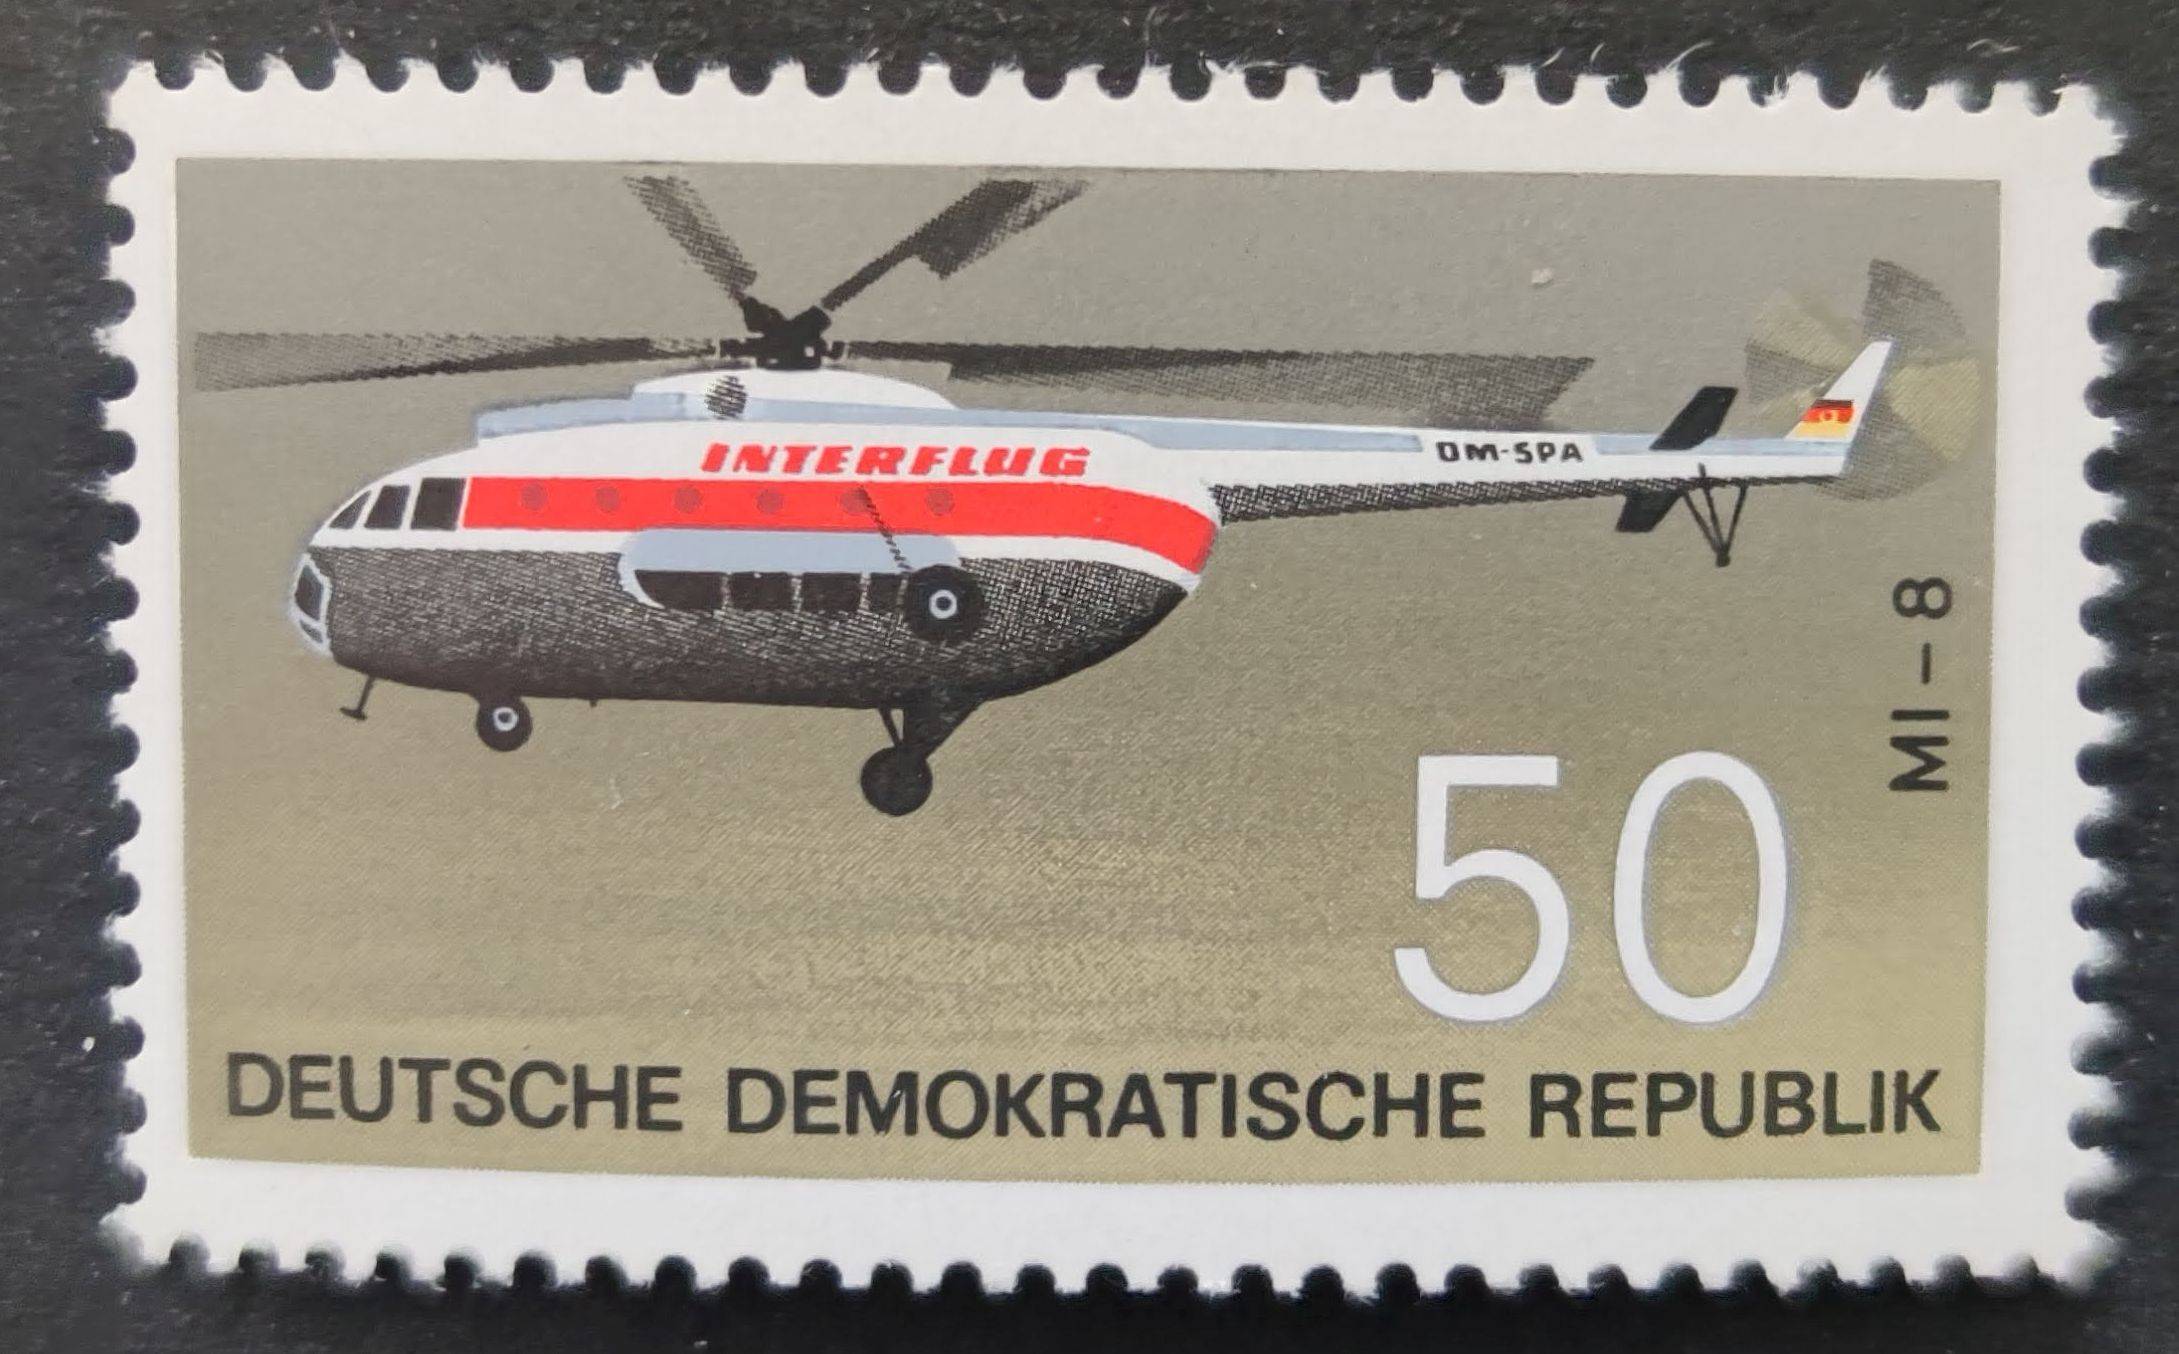 INTERFLUG
DM-SPA
MI-8
50
DEUTSCHE DEMOKRATISCHE REPUBLIK